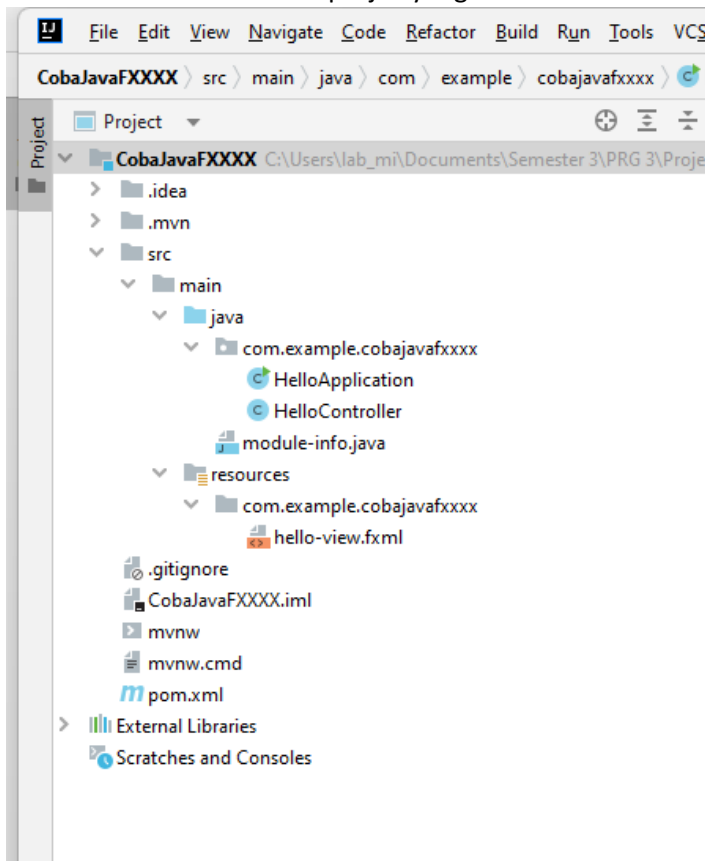 File Edit View Navigate Code Refactor Build Run Tools VCS
CobaJavaFXXXX src main java com example cobajavafxxxx
Project
Project
CobaJavaFXXXX C:\Users\lab_mi\Documents\Semester 3\PRG 3\Proje
.idea
.mvn
src
main
java
com.example.cobajavafxxxx
HelloApplication
HelloController
module-info.java
resources
com.example.cobajavafxxxx
hello-view.fxml
.gitignore
CobaJavaFXXXX.iml
mvnw
mvnw.cmd
pom.xml
External Libraries
Scratches and Consoles